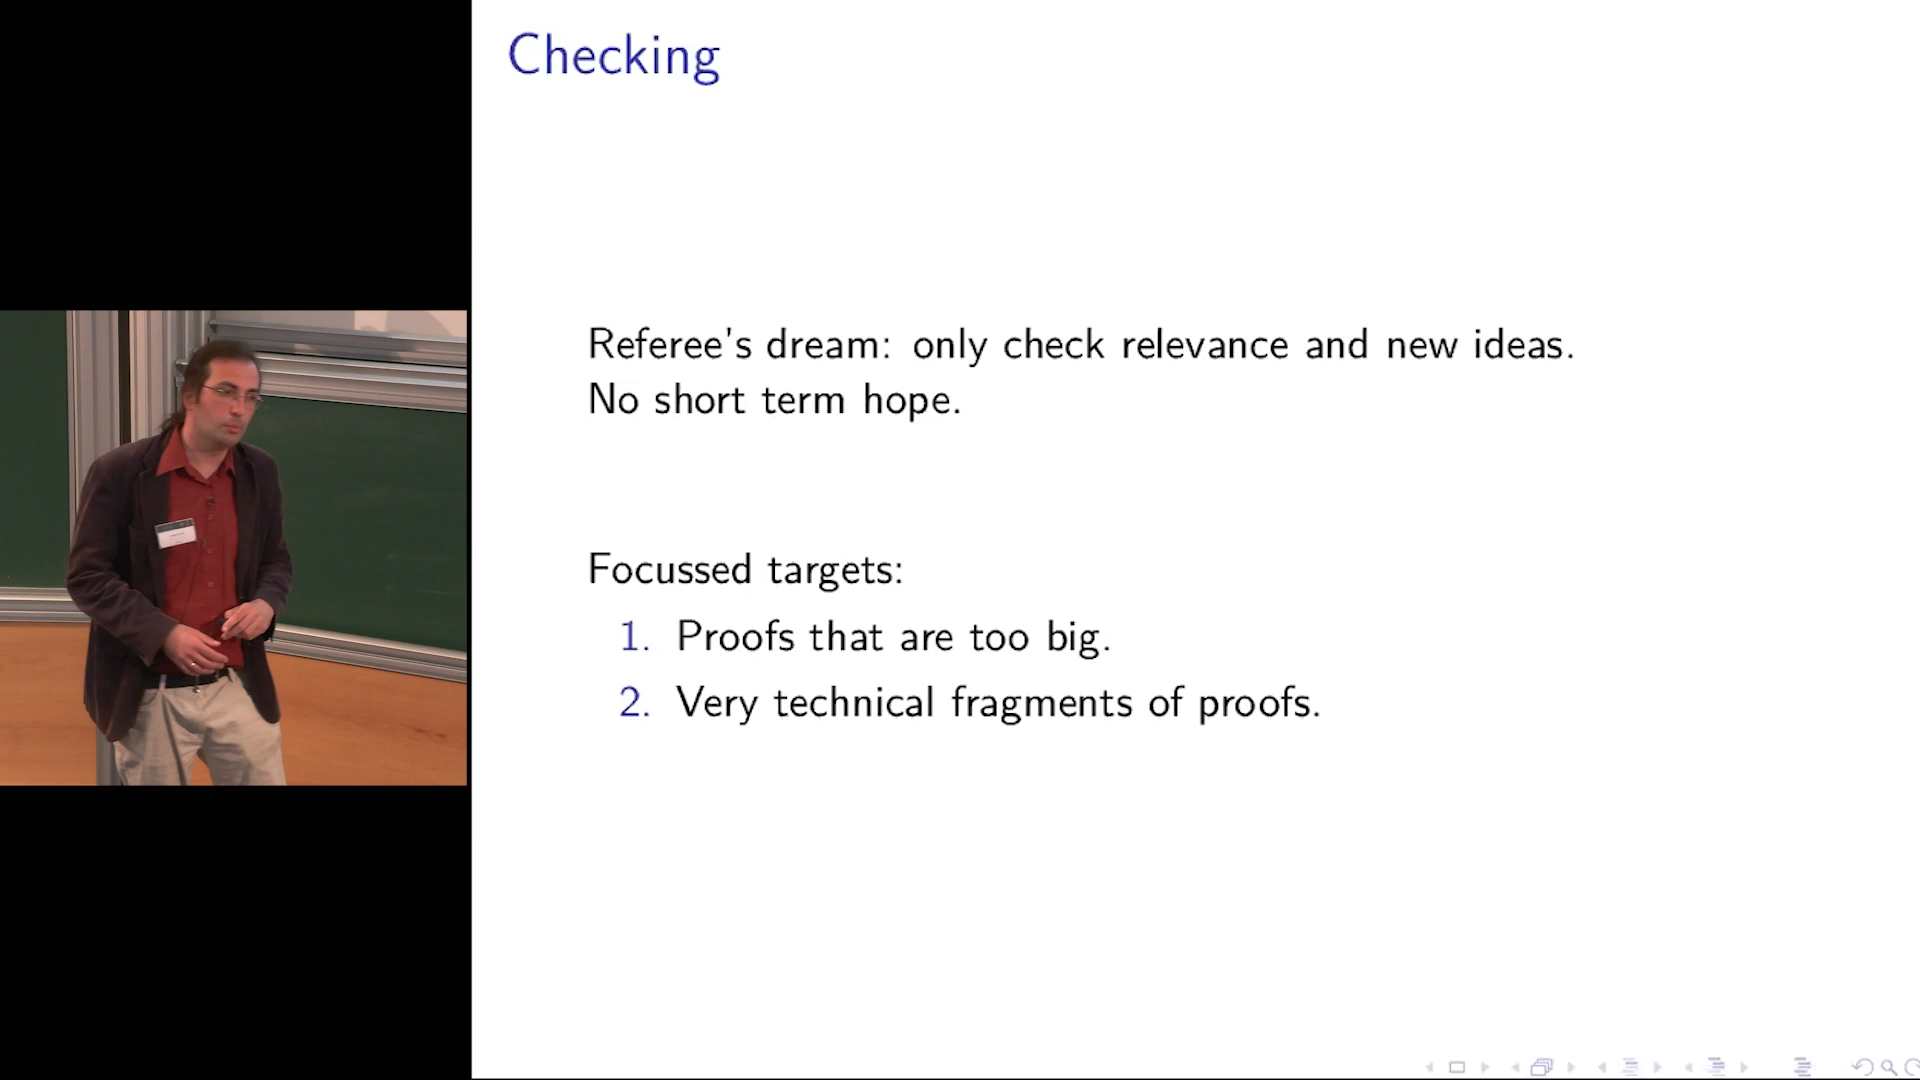 Checking
Referee's dream: only check relevance and new ideas.
No short term hope.
Focussed targets:
1. Proofs that are too big.
2. Very technical fragments of proofs.